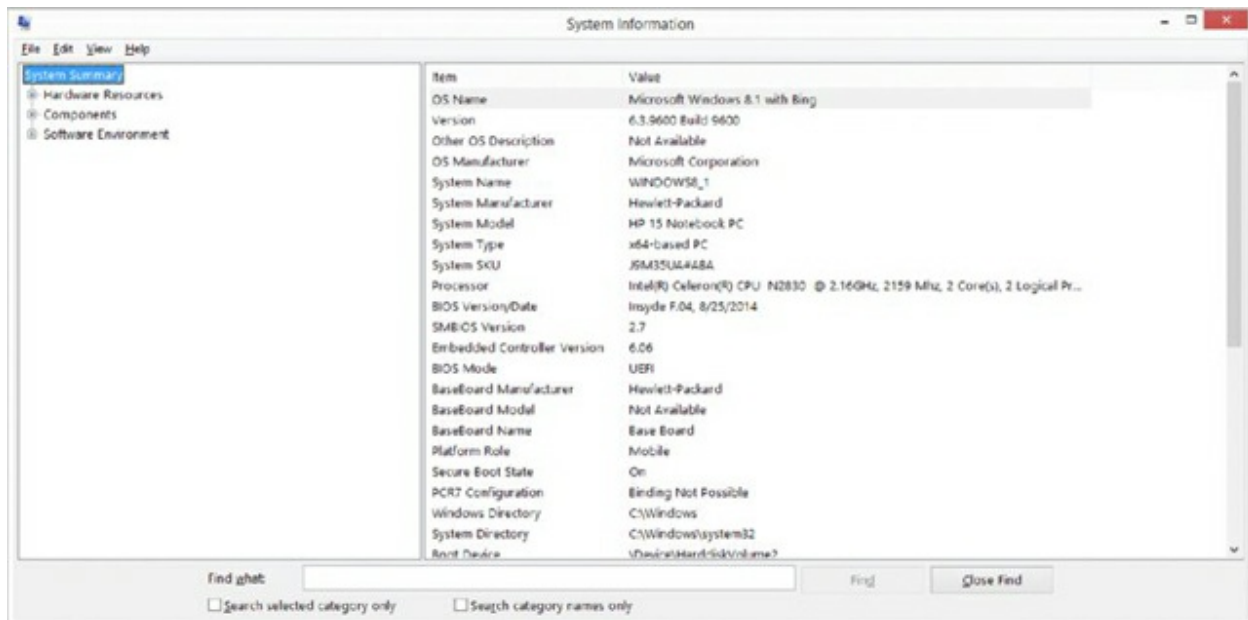 System Information
File Edit View Help
System Summary
Hardware Resources
Components
Software Environment
Item Value
OS Name Microsoft Windows 8.1 with Bing
Version 6.3.9600 Build 9600
Other OS Description Not Available
OS Manufacturer Microsoft Corporation
System Name WINDOWS8_1
System Manufacturer Hewlett-Packard
System Model HP 15 Notebook PC
System Type x64-based PC
System SKU J9M35UA#ABA
Processor Intel(R) Celeron(R) CPU N2830 @ 2.16GHz, 2159 Mhz, 2 Core(s), 2 Logical Pr...
BIOS Version/Date Insyde F.04, 8/25/2014
SMBIOS Version 2.7
Embedded Controller Version 6.06
BIOS Mode UEFI
BaseBoard Manufacturer Hewlett-Packard
BaseBoard Model Not Available
BaseBoard Name Base Board
Platform Role Mobile
Secure Boot State On
PCR7 Configuration Binding Not Possible
Windows Directory C:\Windows
System Directory C:\Windows\system32
Boot Device \Device\HarddiskVolume2
Find what: Find Close Find
Search selected category only Search category names only